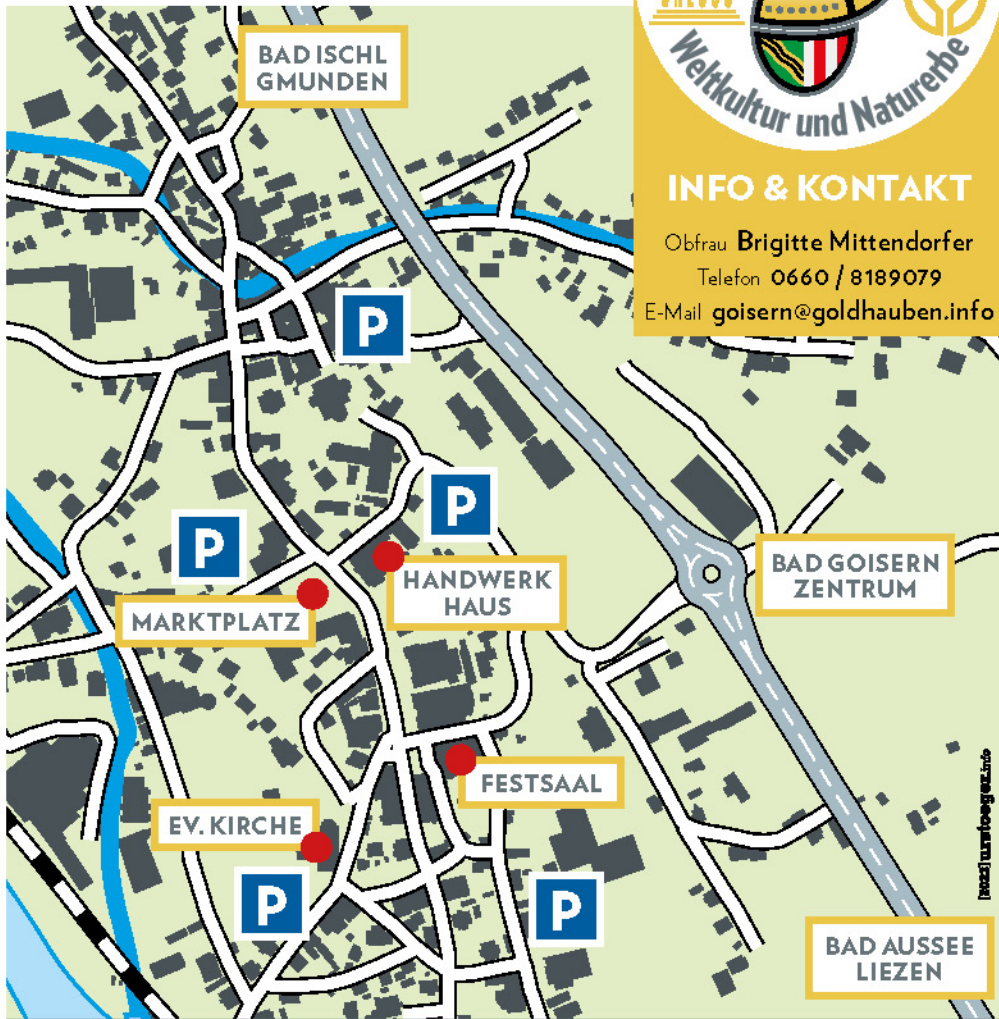 Weltkultur und Naturerbe
INFO & KONTAKT
Obfrau Brigitte Mittendorfer
Telefon 0660 / 8189079
E-Mail goisern@goldhauben.info
BAD ISCHL
GMUNDEN
P
P
P
HANDWERK
HAUS
MARKTPLATZ
BAD GOISERN
ZENTRUM
FESTSAAL
EV. KIRCHE
P
P
BAD AUSSEE
LIEZEN